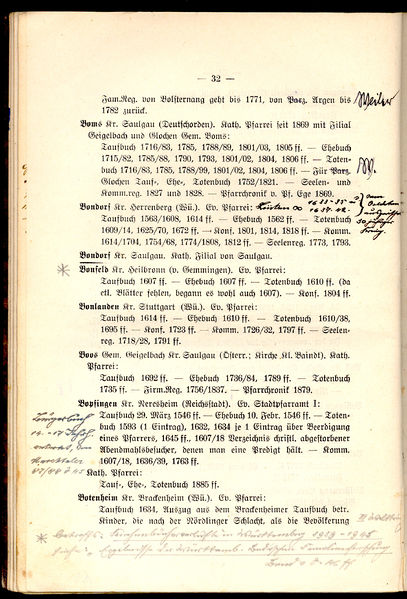 — 32 —
Fam.Reg. von Bolsternang geht bis 1771, von Parz. Argen bis
1782 zurück.
Weiler
Boms Kr. Saulgau (Deutschorden). Kath. Pfarrei seit 1869 mit Filial
Geigelbach und Glochen Gem. Boms:
Taufbuch 1716/83, 1785, 1788/89, 1801/03, 1805 ff. — Ehebuch
1715/82, 1785/88, 1790, 1793, 1801/02, 1804, 1806 ff. — Toten-
buch 1716/83, 1785, 1788/99, 1801/02, 1804, 1806 ff. — Für Parz.
Glochen Tauf-, Ehe-, Totenbuch 1752/1821. — Seelen- und
Komm.reg. 1827 und 1828. — Pfarrchronik v. Pf. Ege 1869.
Bondorf Kr. Herrenberg (Wü.). Ev. Pfarrei:
Taufbuch 1563/1608, 1614 ff. — Ehebuch 1562 ff. — Totenbuch
1609/14, 1625/70, 1672 ff. — Konf. 1801, 1814, 1818 ff. — Komm.
1614/1704, 1754/68, 1774/1808, 1812 ff. — Seelenreg. 1773, 1793.
Bondorf Kr. Saulgau. Kath. Filial von Saulgau.
Bonfeld Kr. Heilbronn (v. Gemmingen). Ev. Pfarrei:
Taufbuch 1607 ff. — Ehebuch 1607 ff. — Totenbuch 1610 ff. (da
etl. Blätter fehlen, begann es wohl auch 1607). — Konf. 1804 ff.
Bonlanden Kr. Stuttgart (Wü.). Ev. Pfarrei:
Taufbuch 1614 ff. — Ehebuch 1610 ff. — Totenbuch 1610/38,
1695 ff. — Konf. 1723 ff. — Komm. 1726/32, 1797 ff. — Seelen-
reg. 1718/28, 1791 ff.
Boos Gem. Geigelbach Kr. Saulgau (Österr.; Kirche Kl. Baindt). Kath.
Pfarrei:
Taufbuch 1692 ff. — Ehebuch 1736/84, 1789 ff. — Totenbuch
1735 ff. — Firm.Reg. 1756/1837. — Pfarrchronik 1879.
Bopfingen Kr. Neresheim (Reichsstadt). Ev. Stadtpfarramt I:
Taufbuch 29. März 1546 ff. — Ehebuch 10. Febr. 1546 ff. — Toten-
buch 1593 (1 Eintrag), 1632, 1634 je 1 Eintrag über Beerdigung
eines Pfarrers, 1645 ff., 1607/18 Verzeichnis christl. abgestorbener
Abendmahlsbesucher, denen man eine Predigt hält. — Komm.
1607/18, 1636/39, 1763 ff.
Kath. Pfarrei:
Tauf-, Ehe-, Totenbuch 1885 ff.
Botenheim Kr. Brackenheim (Wü.). Ev. Pfarrei:
Taufbuch 1634, Auszug aus dem Brackenheimer Taufbuch betr.
Kinder, die nach der Nördlinger Schlacht, als die Bevölkerung